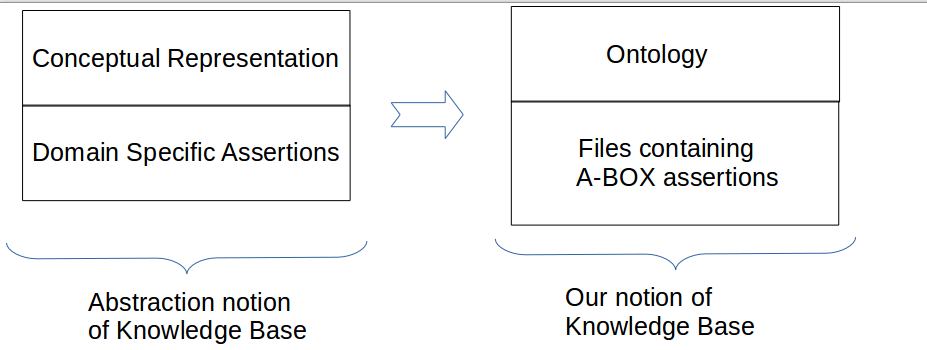 Conceptual Representation
Domain Specific Assertions
Abstraction notion
of Knowledge Base
Ontology
Files containing
A-BOX assertions
Our notion of
Knowledge Base